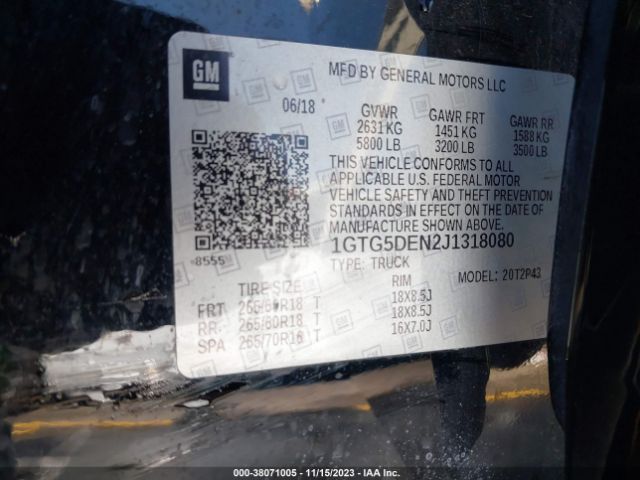 GM
MFD BY GENERAL MOTORS LLC
06/18
GVWR GAWR FRT GAWR RR
2631 KG 1451 KG 1588 KG
5800 LB 3200 LB 3500 LB
THIS VEHICLE CONFORMS TO ALL
APPLICABLE U.S. FEDERAL MOTOR
VEHICLE SAFETY AND THEFT PREVENTION
STANDARDS IN EFFECT ON THE DATE OF
MANUFACTURE SHOWN ABOVE.
1GTG5DEN2J1318080
8555
TYPE: TRUCK MODEL: 20T2P43
TIRE SIZE RIM
FRT 265/60R18 T 18X8.5J
RR 265/60R18 T 18X8.5J
SPA 265/70R16 T 16X7.0J
000-38071005 - 11/15/2023 - IAA Inc.